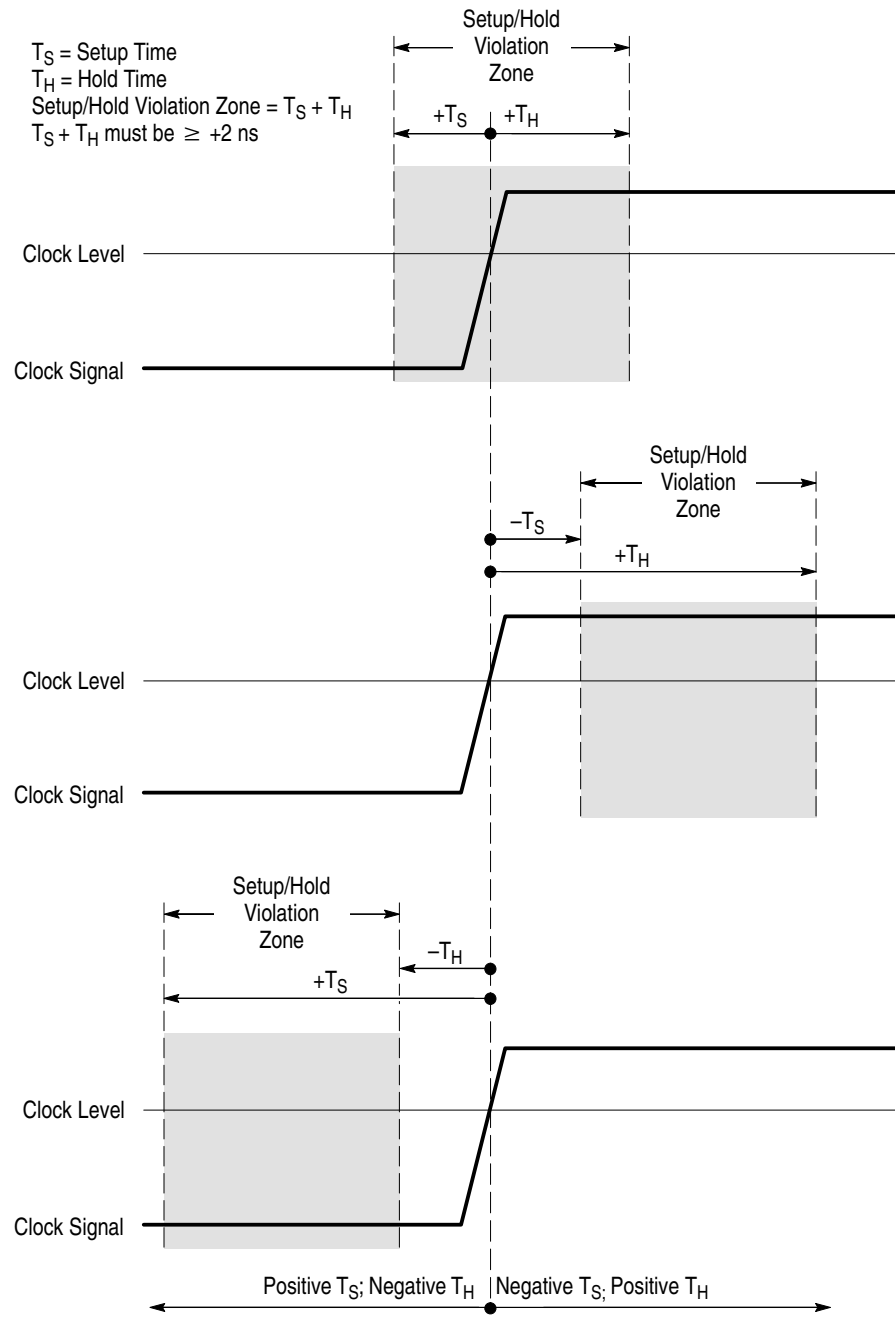 T_S = Setup Time
T_H = Hold Time
Setup/Hold Violation Zone = T_S + T_H
T_S + T_H must be ≥ +2 ns
Setup/Hold
Violation
Zone
+T_S
+T_H
Clock Level
Clock Signal
Setup/Hold
Violation
Zone
–T_S
+T_H
Clock Level
Clock Signal
Setup/Hold
Violation
Zone
–T_H
+T_S
Clock Level
Clock Signal
Positive T_S; Negative T_H
Negative T_S; Positive T_H